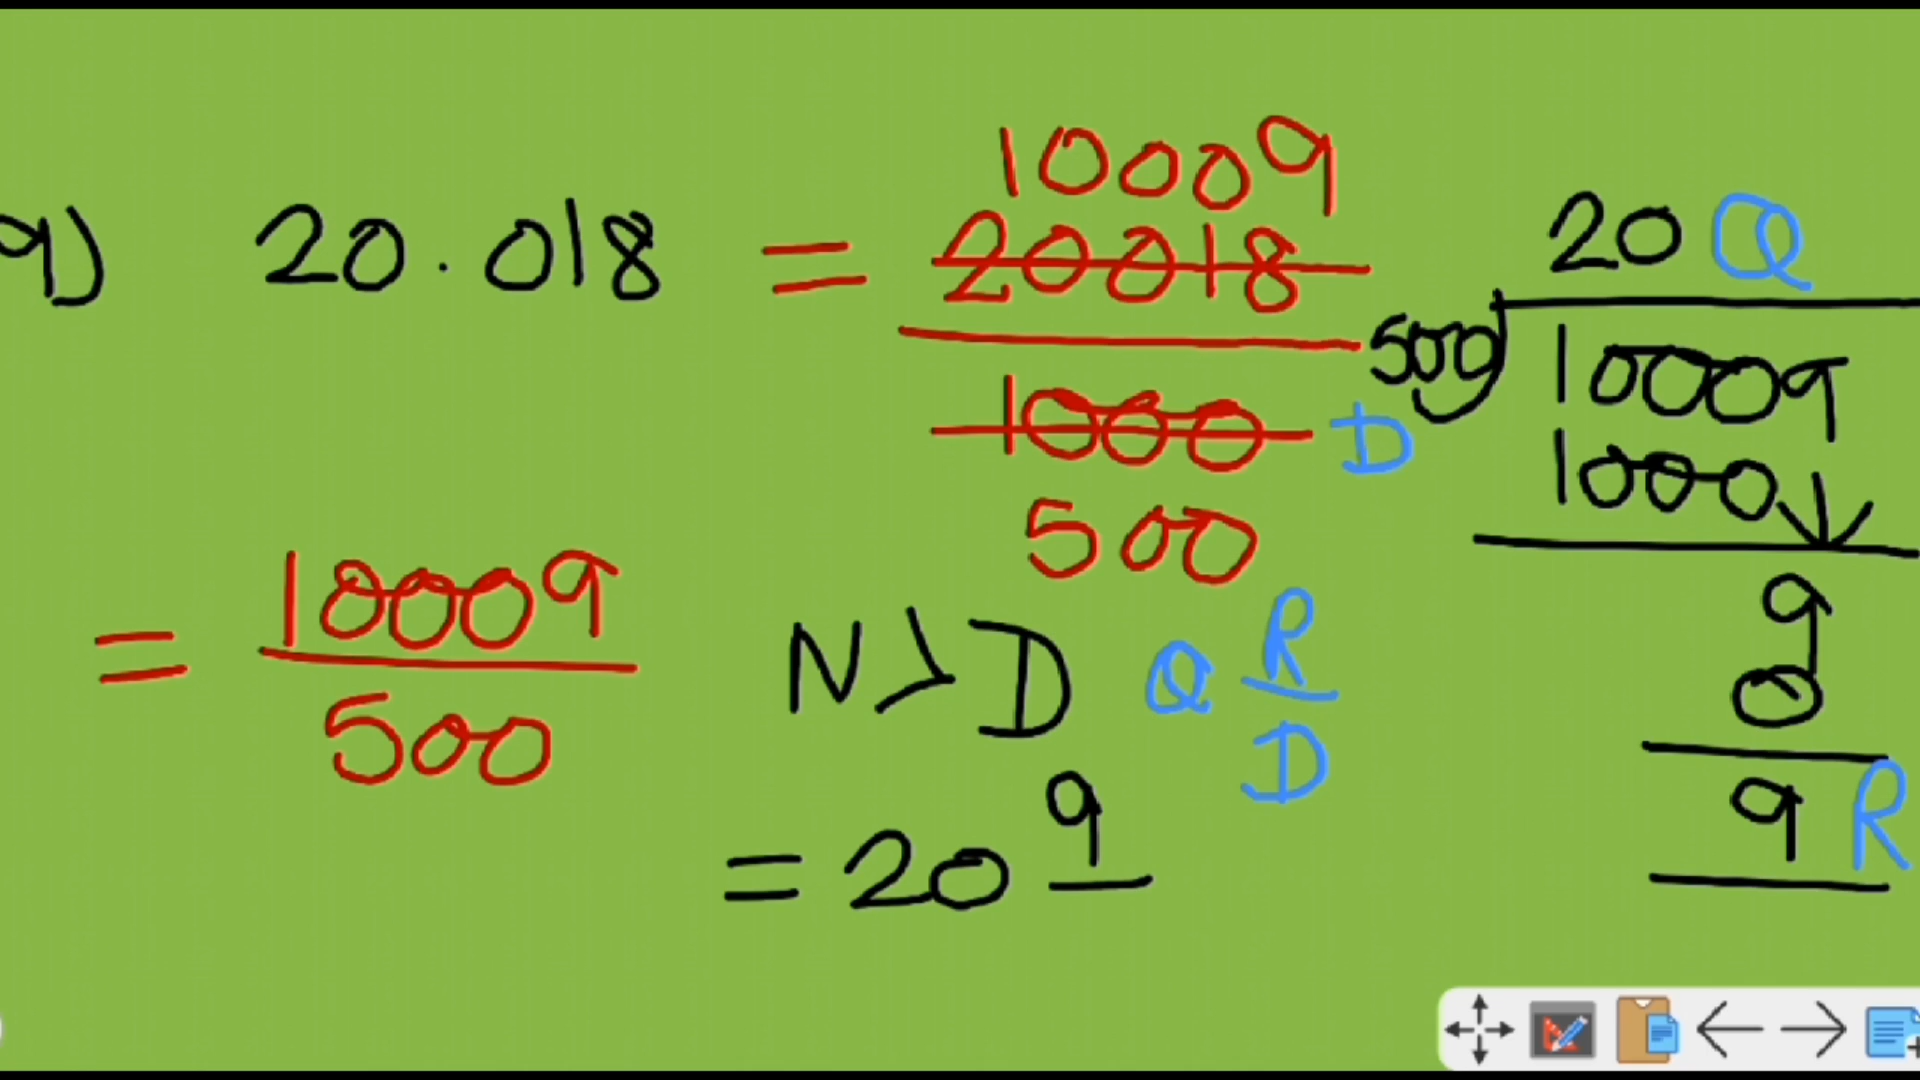 9) 20.018 = 20018/1000
10009
500
= 10009/500
N > D
Q R/D
= 20 9
20 Q
500)10009
D
1000↓
9
0
9 R